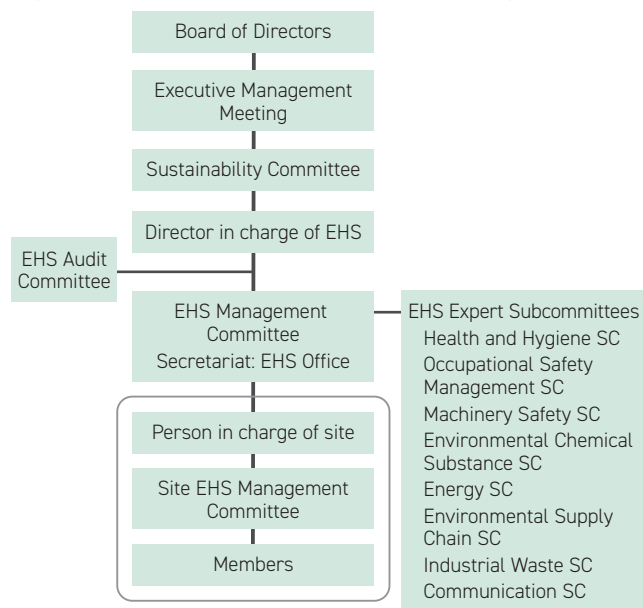 Board of Directors
Executive Management
Meeting
Sustainability Committee
Director in charge of EHS
EHS Audit
Committee
EHS Management
Committee
Secretariat: EHS Office
Person in charge of site
Site EHS Management
Committee
Members
EHS Expert Subcommittees
Health and Hygiene SC
Occupational Safety
Management SC
Machinery Safety SC
Environmental Chemical
Substance SC
Energy SC
Environmental Supply
Chain SC
Industrial Waste SC
Communication SC